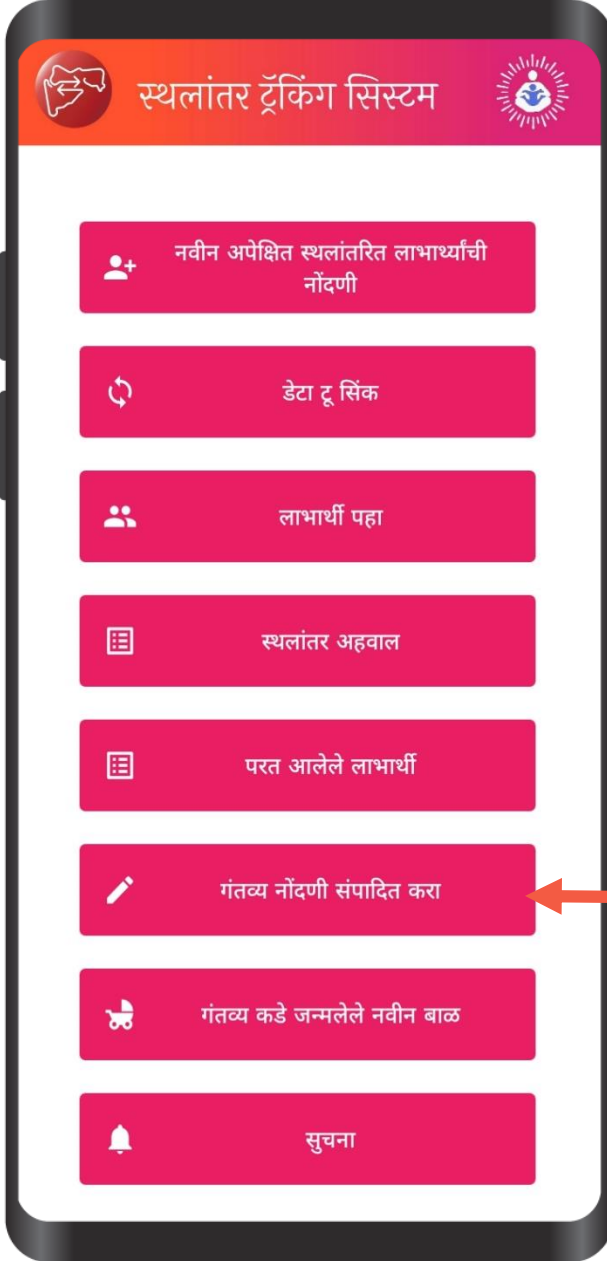 स्थलांतर ट्रॅकिंग सिस्टम
नवीन अपेक्षित स्थलांतरित लाभार्थ्यांची
नोंदणी
डेटा टू सिंक
लाभार्थी पहा
स्थलांतर अहवाल
परत आलेले लाभार्थी
गंतव्य नोंदणी संपादित करा
गंतव्य कडे जन्मलेले नवीन बाळ
सुचना